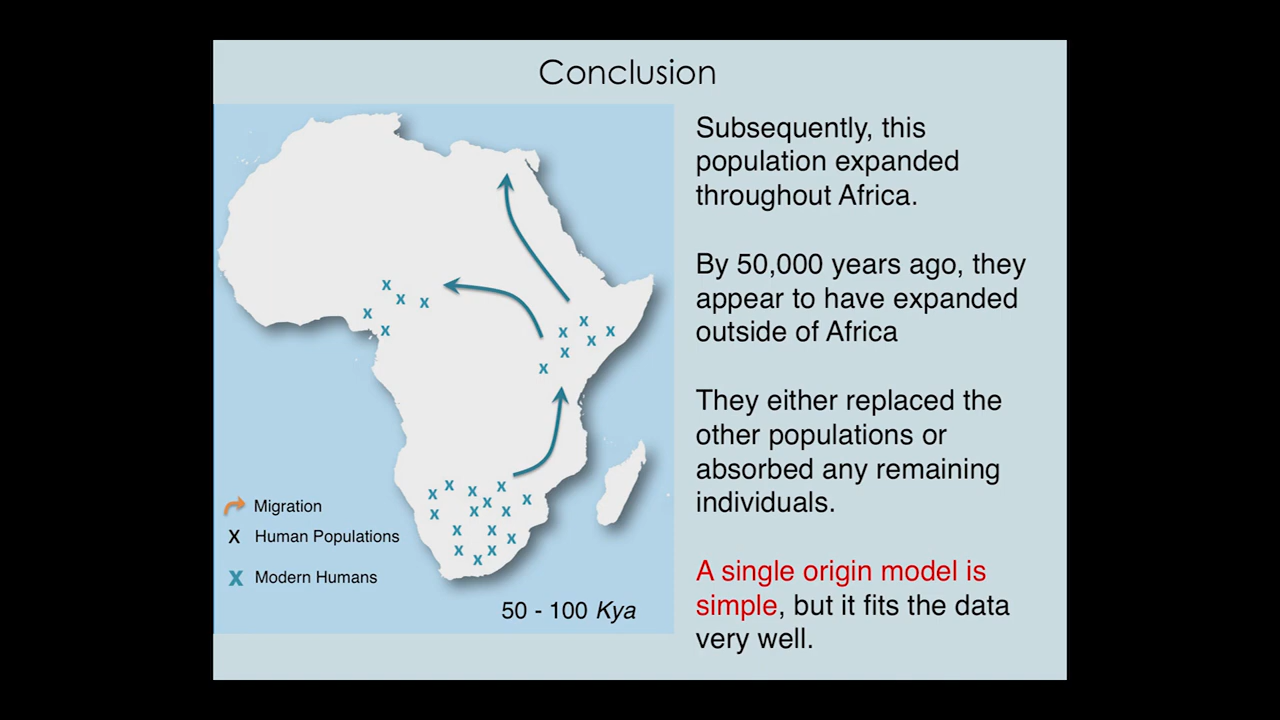 Conclusion
Subsequently, this
population expanded
throughout Africa.
By 50,000 years ago, they
appear to have expanded
outside of Africa
They either replaced the
other populations or
absorbed any remaining
individuals.
A single origin model is
simple, but it fits the data
very well.
Migration
X Human Populations
X Modern Humans
50 - 100 Kya